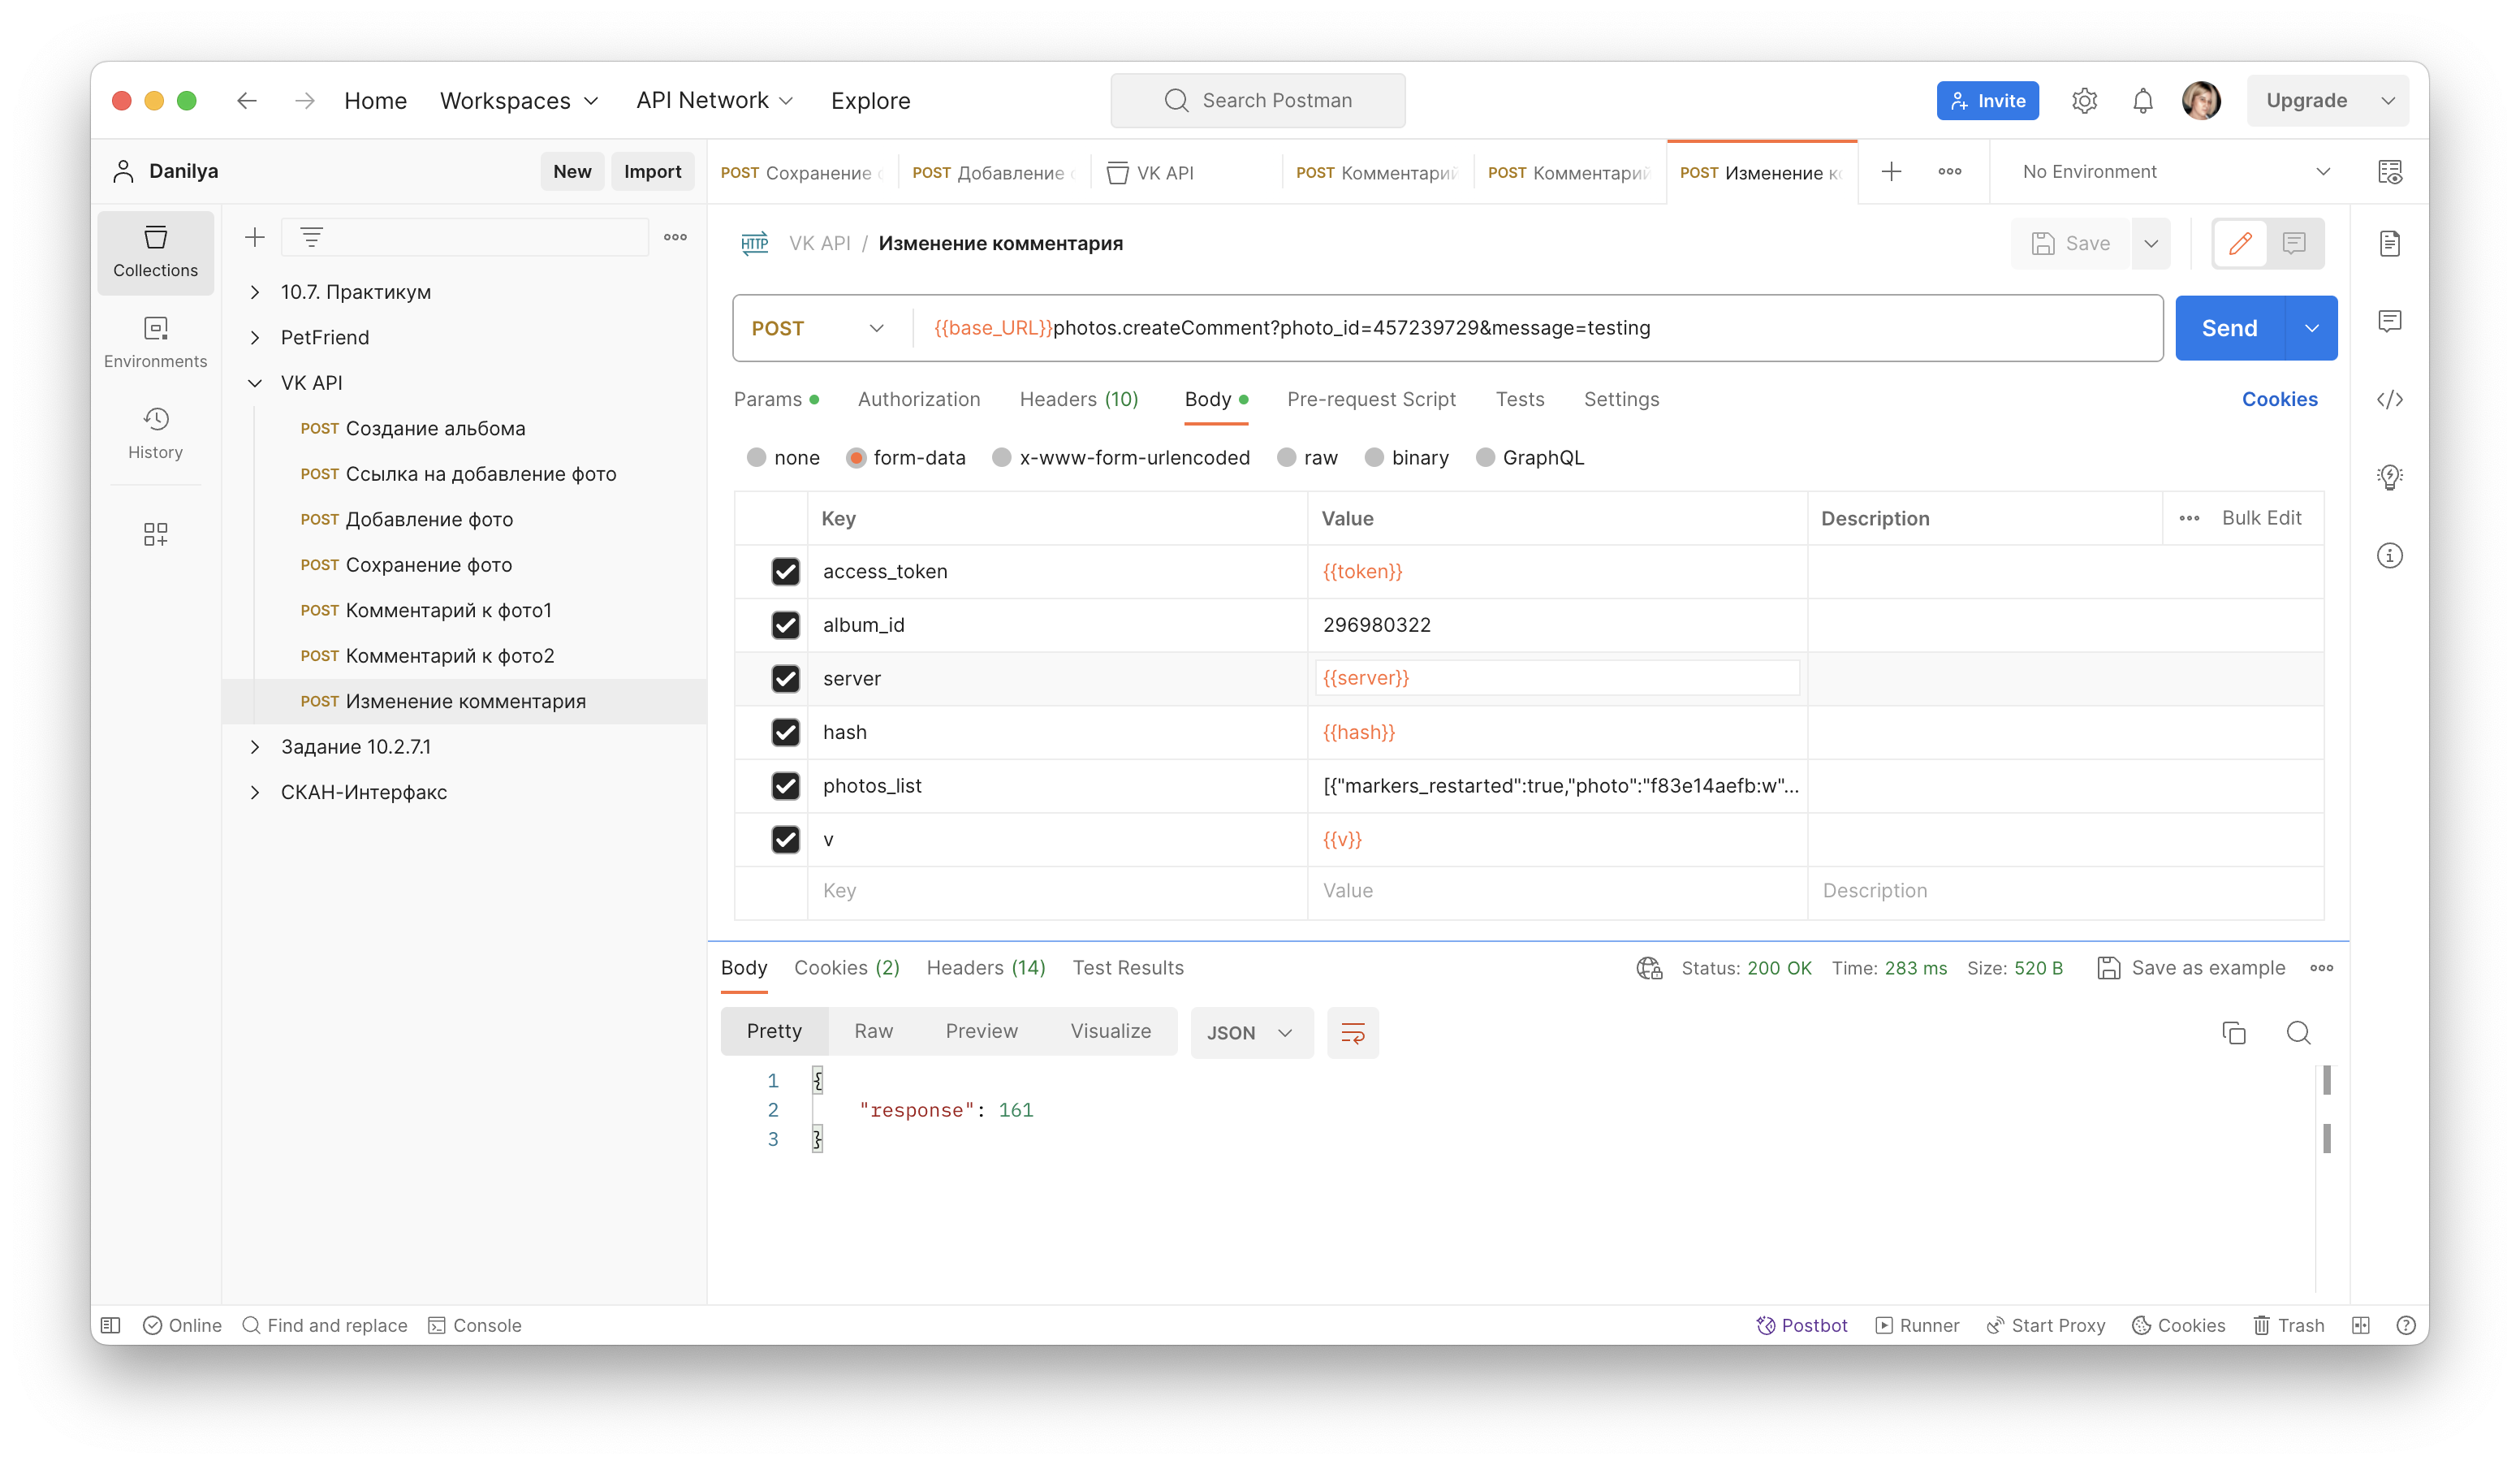 Home Workspaces API Network Explore Search Postman Invite Upgrade
Danilya New Import
POST Сохранение POST Добавление VK API POST Комментарий POST Комментарий POST Изменение No Environment
Collections
Environments
History
10.7. Практикум
PetFriend
VK API
POST Создание альбома
POST Ссылка на добавление фото
POST Добавление фото
POST Сохранение фото
POST Комментарий к фото1
POST Комментарий к фото2
POST Изменение комментария
Задание 10.2.7.1
СКАН-Интерфакс
HTTP VK API / Изменение комментария Save
POST {{base_URL}}photos.createComment?photo_id=457239729&message=testing Send
Params Authorization Headers (10) Body Pre-request Script Tests Settings Cookies
none form-data x-www-form-urlencoded raw binary GraphQL
Key Value Description Bulk Edit
access_token {{token}}
album_id 296980322
server {{server}}
hash {{hash}}
photos_list [{"markers_restarted":true,"photo":"f83e14aefb:w"...
v {{v}}
Key Value Description
Body Cookies (2) Headers (14) Test Results Status: 200 OK Time: 283 ms Size: 520 B Save as example
Pretty Raw Preview Visualize JSON
1 {
2 "response": 161
3 }
Online Find and replace Console Postbot Runner Start Proxy Cookies Trash